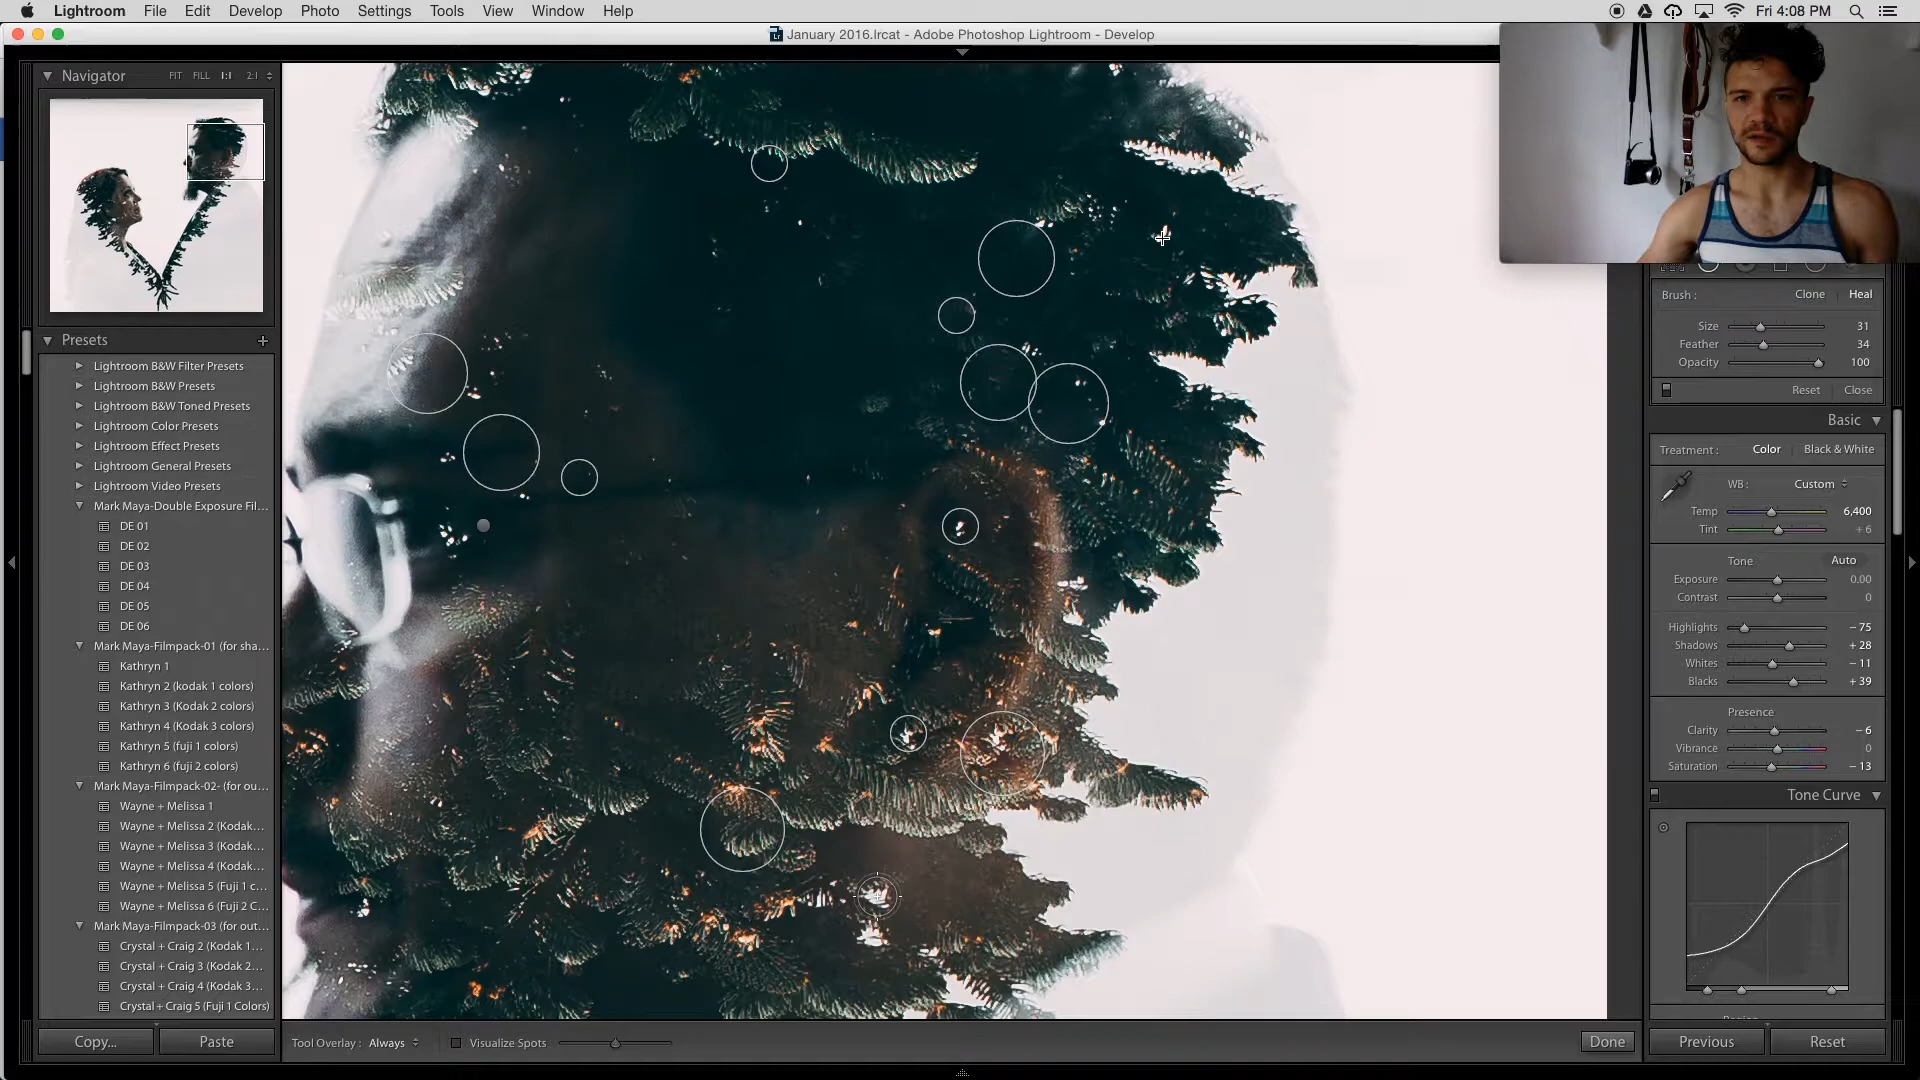 Lightroom File Edit Develop Photo Settings Tools View Window Help
Fri 4:08 PM
January 2016.lrcat - Adobe Photoshop Lightroom - Develop
Navigator FIT FILL 1:1 2:1
Presets +
Lightroom B&W Filter Presets
Lightroom B&W Presets
Lightroom B&W Toned Presets
Lightroom Color Presets
Lightroom Effect Presets
Lightroom General Presets
Lightroom Video Presets
Mark Maya-Double Exposure Fil...
DE 01
DE 02
DE 03
DE 04
DE 05
DE 06
Mark Maya-Filmpack-01 (for sha...
Kathryn 1
Kathryn 2 (kodak 1 colors)
Kathryn 3 (Kodak 2 colors)
Kathryn 4 (Kodak 3 colors)
Kathryn 5 (fuji 1 colors)
Kathryn 6 (fuji 2 colors)
Mark Maya-Filmpack-02- (for ou...
Wayne + Melissa 1
Wayne + Melissa 2 (Kodak...
Wayne + Melissa 3 (Kodak...
Wayne + Melissa 4 (Kodak...
Wayne + Melissa 5 (Fuji 1 c...
Wayne + Melissa 6 (Fuji 2 C...
Mark Maya-Filmpack-03 (for out...
Crystal + Craig 2 (Kodak 1...
Crystal + Craig 3 (Kodak 2...
Crystal + Craig 4 (Kodak 3...
Crystal + Craig 5 (Fuji 1 Colors)
Copy... Paste
Tool Overlay : Always Visualize Spots Done
Brush : Clone Heal
Size 31
Feather 34
Opacity 100
Reset Close
Basic
Treatment : Color Black & White
WB : Custom
Temp 6,400
Tint + 6
Tone Auto
Exposure 0.00
Contrast 0
Highlights − 75
Shadows + 28
Whites − 11
Blacks + 39
Presence
Clarity − 6
Vibrance 0
Saturation − 13
Tone Curve
Previous Reset